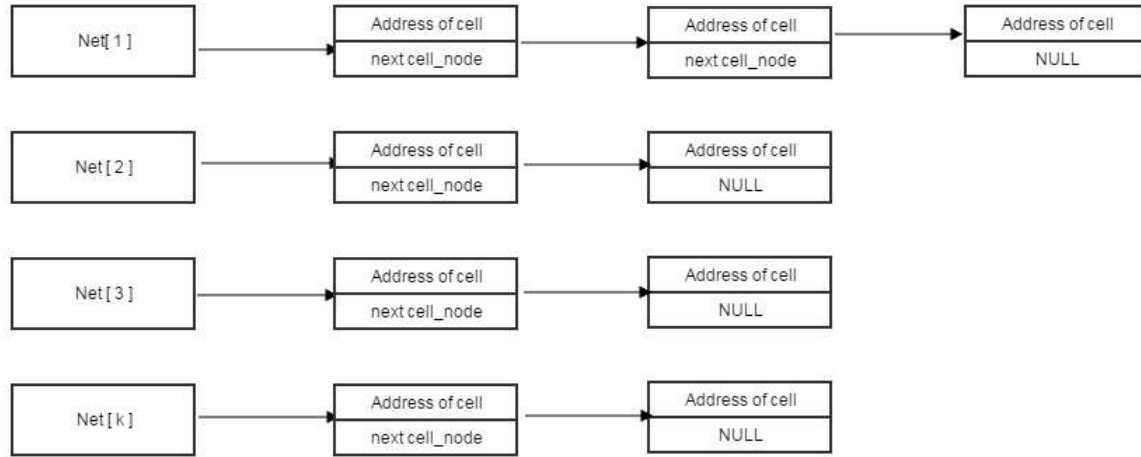 Net[ 1 ]
Address of cell
next cell_node
Address of cell
next cell_node
Address of cell
NULL
Net [ 2 ]
Address of cell
next cell_node
Address of cell
NULL
Net [ 3 ]
Address of cell
next cell_node
Address of cell
NULL
Net [ k ]
Address of cell
next cell_node
Address of cell
NULL